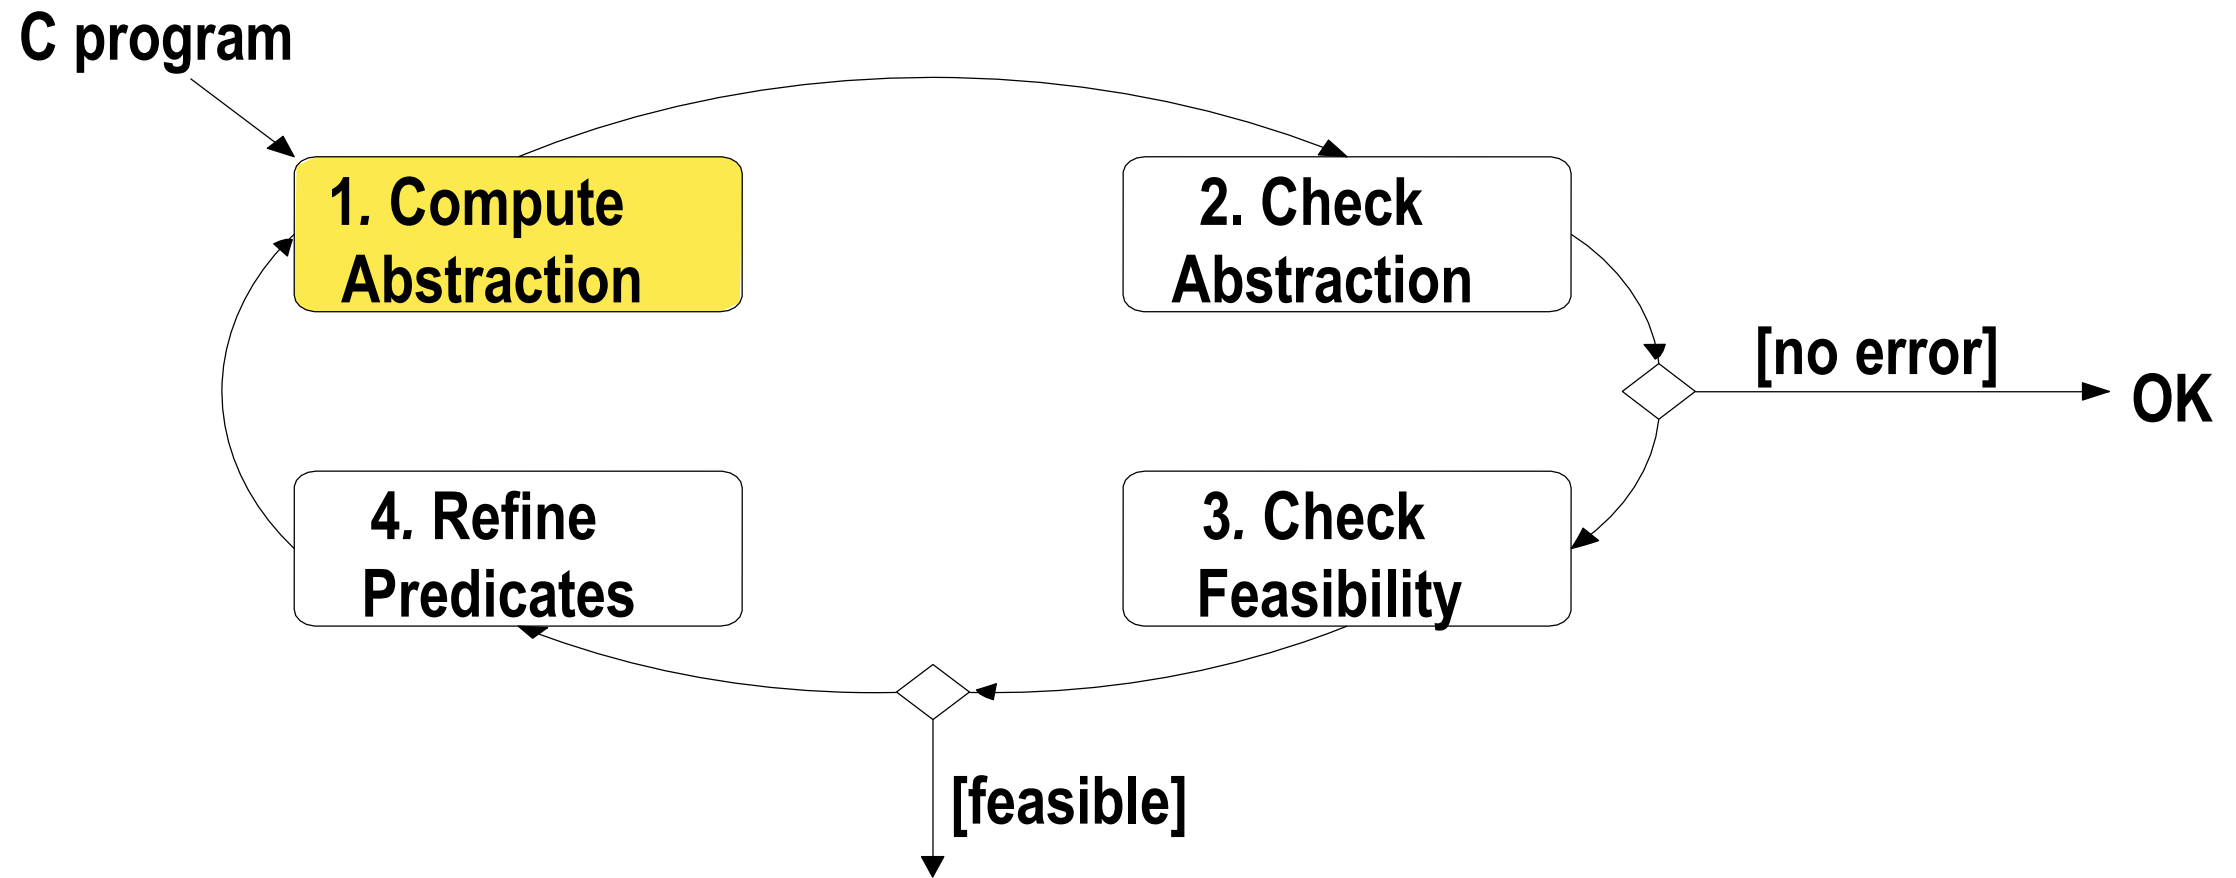 C program
1. Compute
Abstraction
2. Check
Abstraction
[no error]
OK
4. Refine
Predicates
3. Check
Feasibility
[feasible]